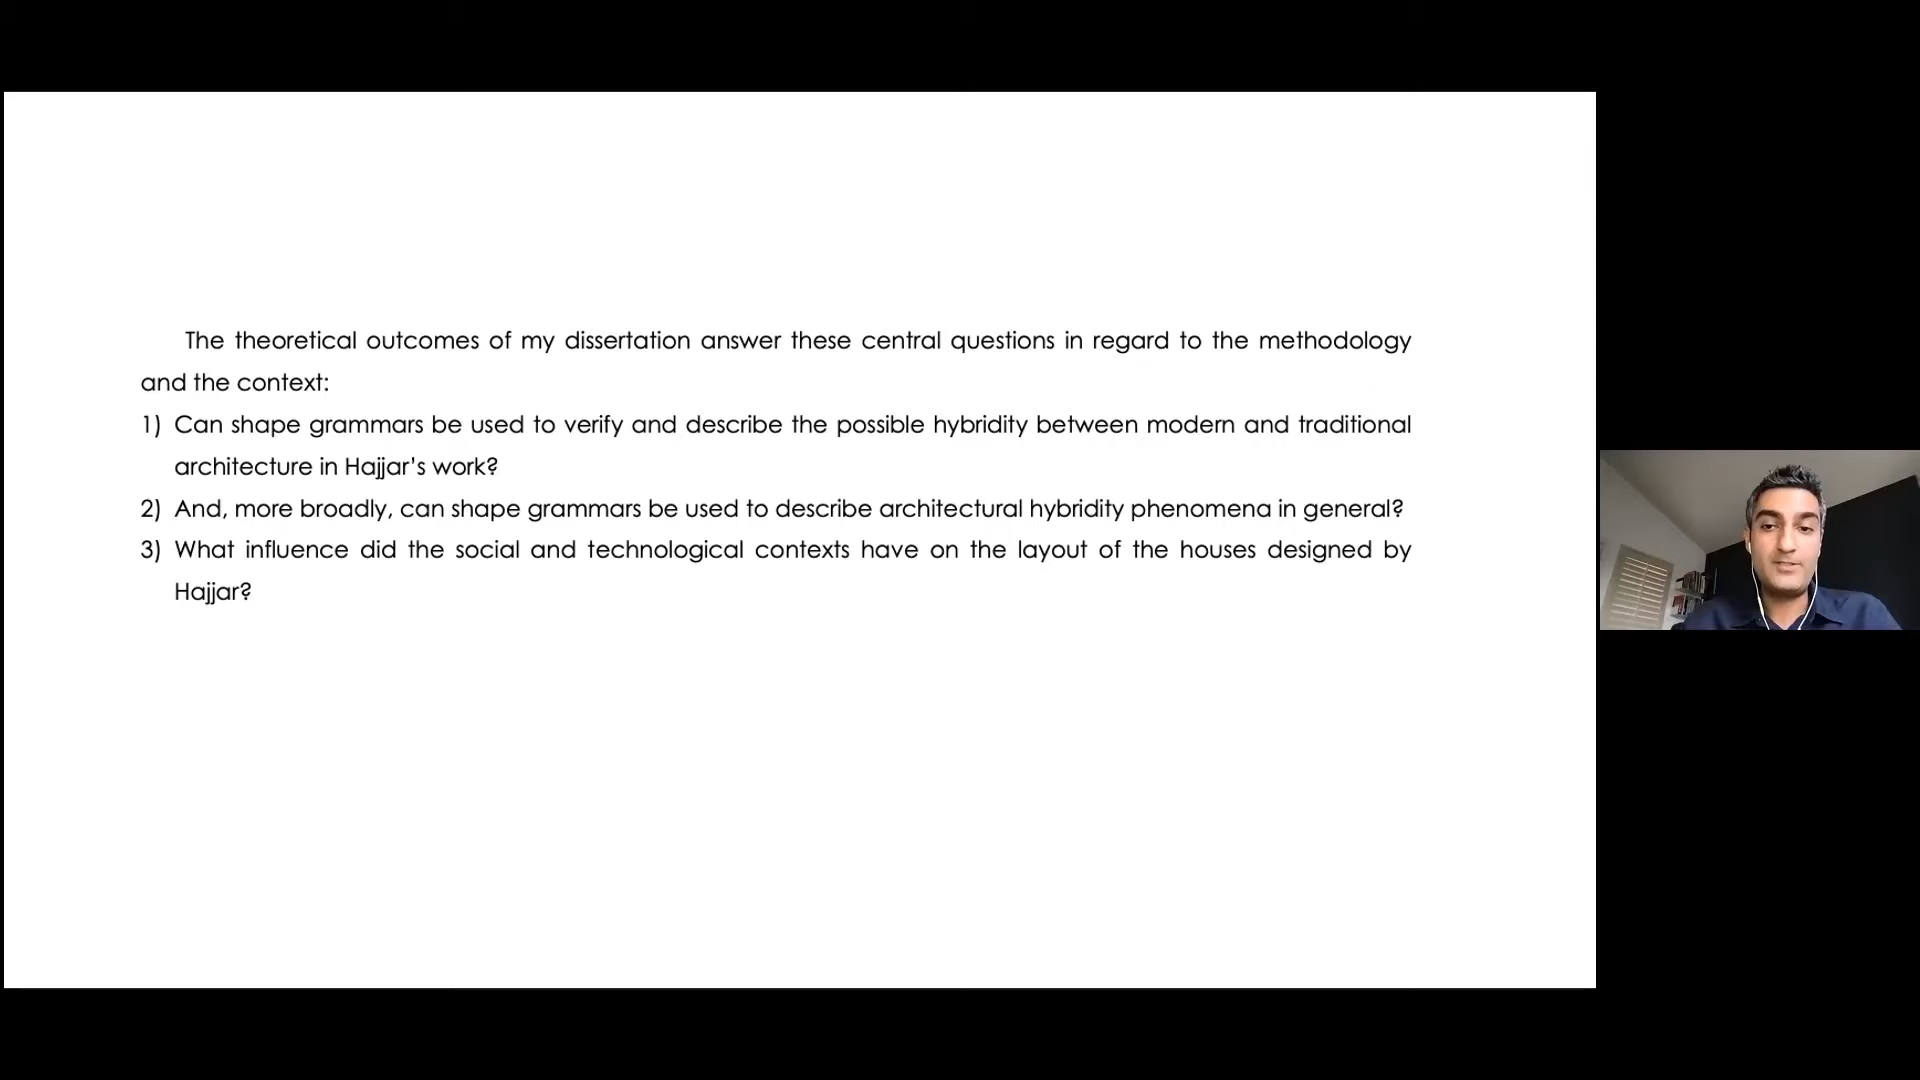 The theoretical outcomes of my dissertation answer these central questions in regard to the methodology
and the context:
1) Can shape grammars be used to verify and describe the possible hybridity between modern and traditional
architecture in Hajjar's work?
2) And, more broadly, can shape grammars be used to describe architectural hybridity phenomena in general?
3) What influence did the social and technological contexts have on the layout of the houses designed by
Hajjar?